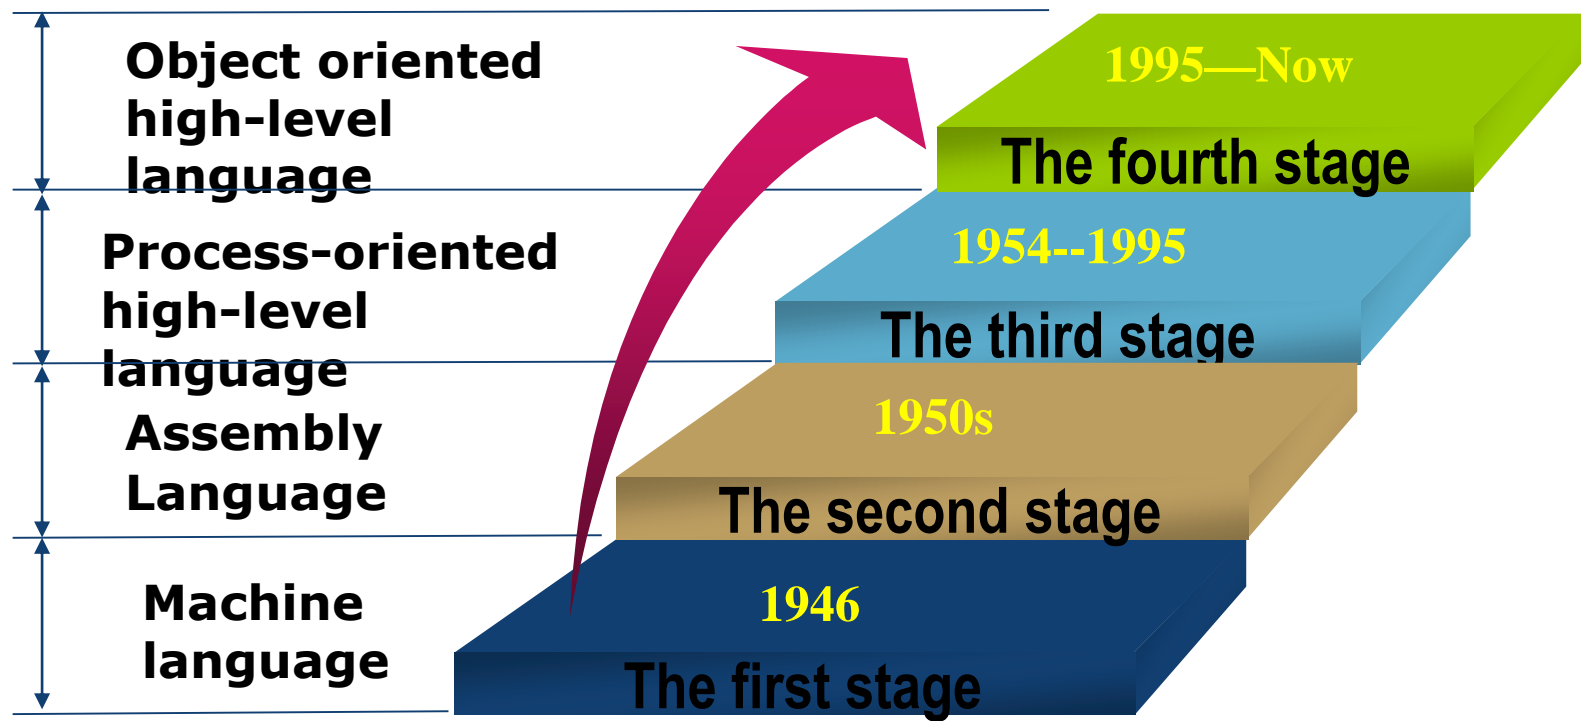 Object oriented
high-level
language
1995—Now
The fourth stage
Process-oriented
high-level
language
1954--1995
The third stage
Assembly
Language
1950s
The second stage
Machine
language
1946
The first stage